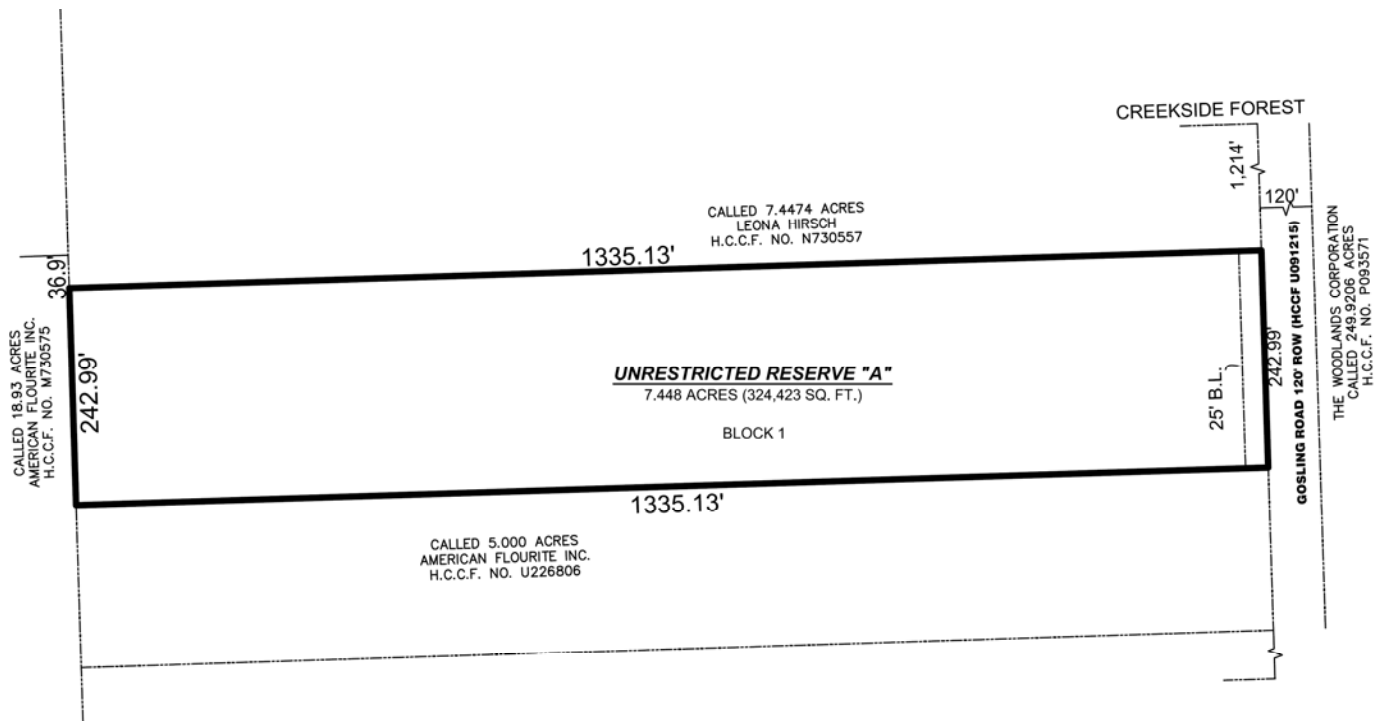 CREEKSIDE FOREST
1,214'
120'
CALLED 7.4474 ACRES
LEONA HIRSCH
H.C.C.F. NO. N730557
1335.13'
36.9'
CALLED 18.93 ACRES
AMERICAN FLOURITE INC.
H.C.C.F. NO. M730575
242.99'
UNRESTRICTED RESERVE "A"
7.448 ACRES (324,423 SQ. FT.)
BLOCK 1
25' B.L.
242.99'
GOSLING ROAD 120' ROW (HCCF U091215)
THE WOODLANDS CORPORATION
CALLED 249.9206 ACRES
H.C.C.F. NO. P093571
1335.13'
CALLED 5.000 ACRES
AMERICAN FLOURITE INC.
H.C.C.F. NO. U226806